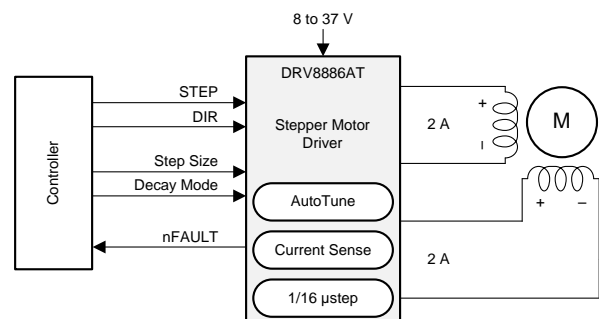 8 to 37 V
DRV8886AT
Stepper Motor
Driver
Controller
STEP
DIR
Step Size
Decay Mode
nFAULT
AutoTune
Current Sense
1/16 µstep
2 A
+
–
M
+ –
2 A